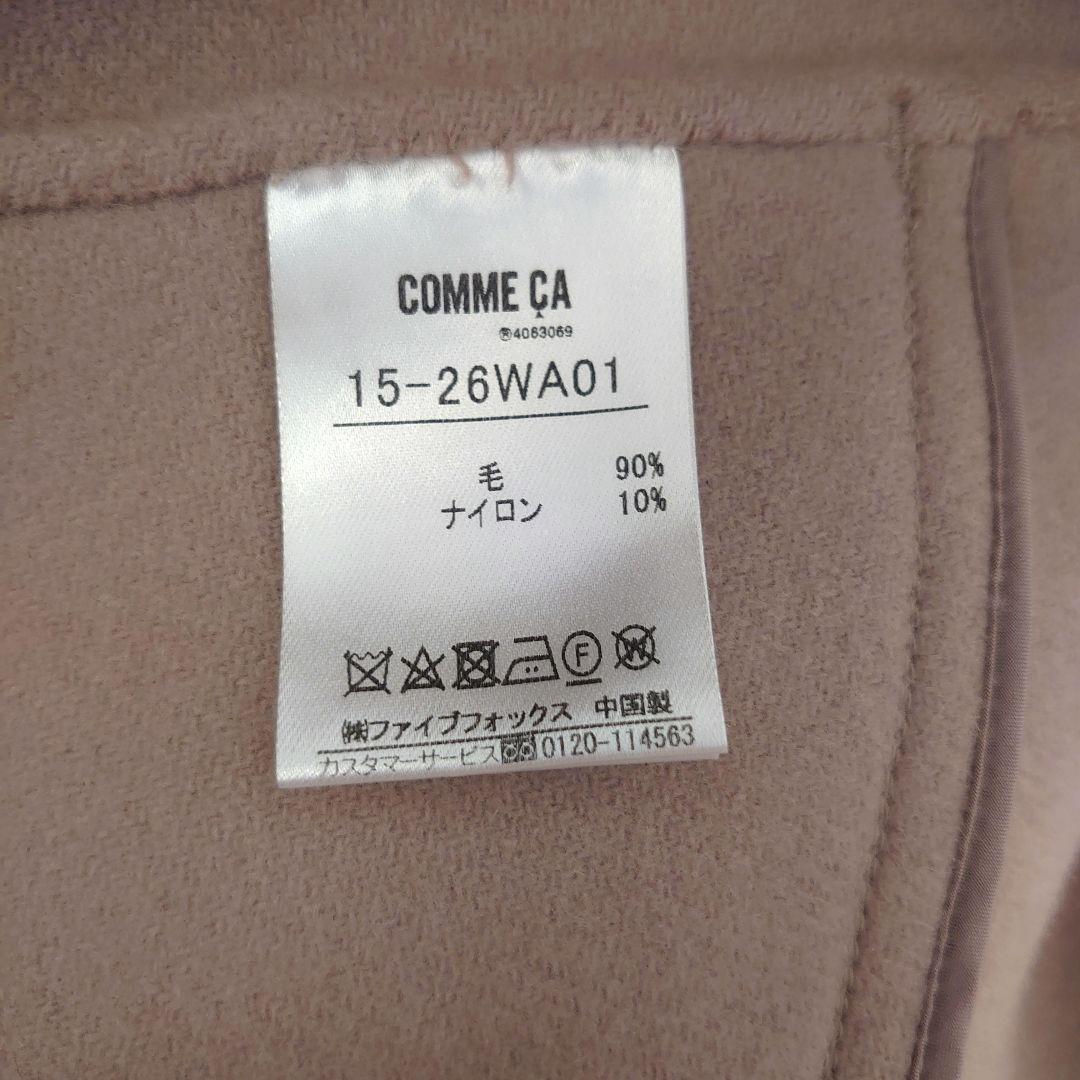 COMME ÇA
Ⓡ4063069
15-26WA01
毛 90%
ナイロン 10%
F W
㈱ファイブフォックス 中国製
カスタマーサービス 0120-114563